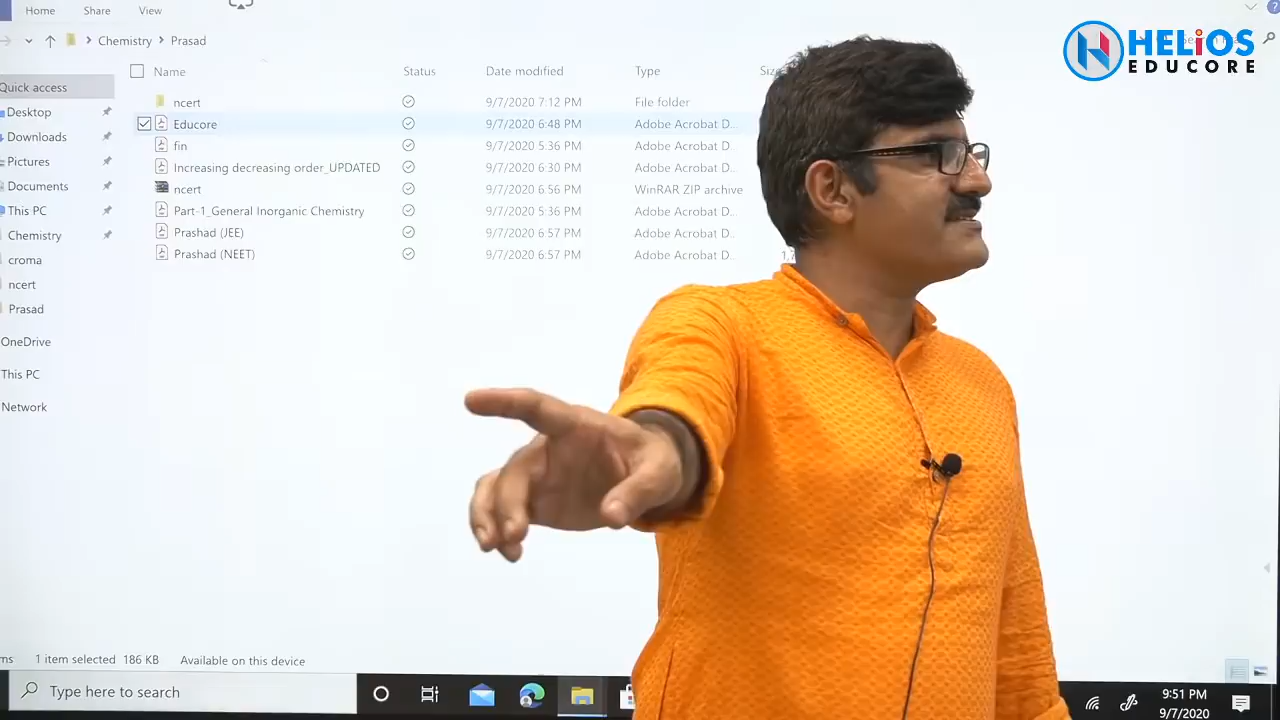 Home Share View
Chemistry > Prasad
HELiOS
EDUCORE
Name Status Date modified Type
Quick access
Desktop
Downloads
Pictures
Documents
This PC
Chemistry
croma
ncert
Prasad
OneDrive
This PC
Network
ncert 9/7/2020 7:12 PM File folder
Educore 9/7/2020 6:48 PM Adobe Acrobat D...
fin 9/7/2020 5:36 PM Adobe Acrobat D..
Increasing decreasing order_UPDATED 9/7/2020 6:30 PM Adobe Acrobat D..
ncert 9/7/2020 6:56 PM WinRAR ZIP archive
Part-1_General Inorganic Chemistry 9/7/2020 5:36 PM Adobe Acrobat D..
Prashad (JEE) 9/7/2020 6:57 PM Adobe Acrobat D..
Prashad (NEET) 9/7/2020 6:57 PM Adobe Acrobat D..
1 item selected 186 KB Available on this device
Type here to search
9:51 PM
9/7/2020